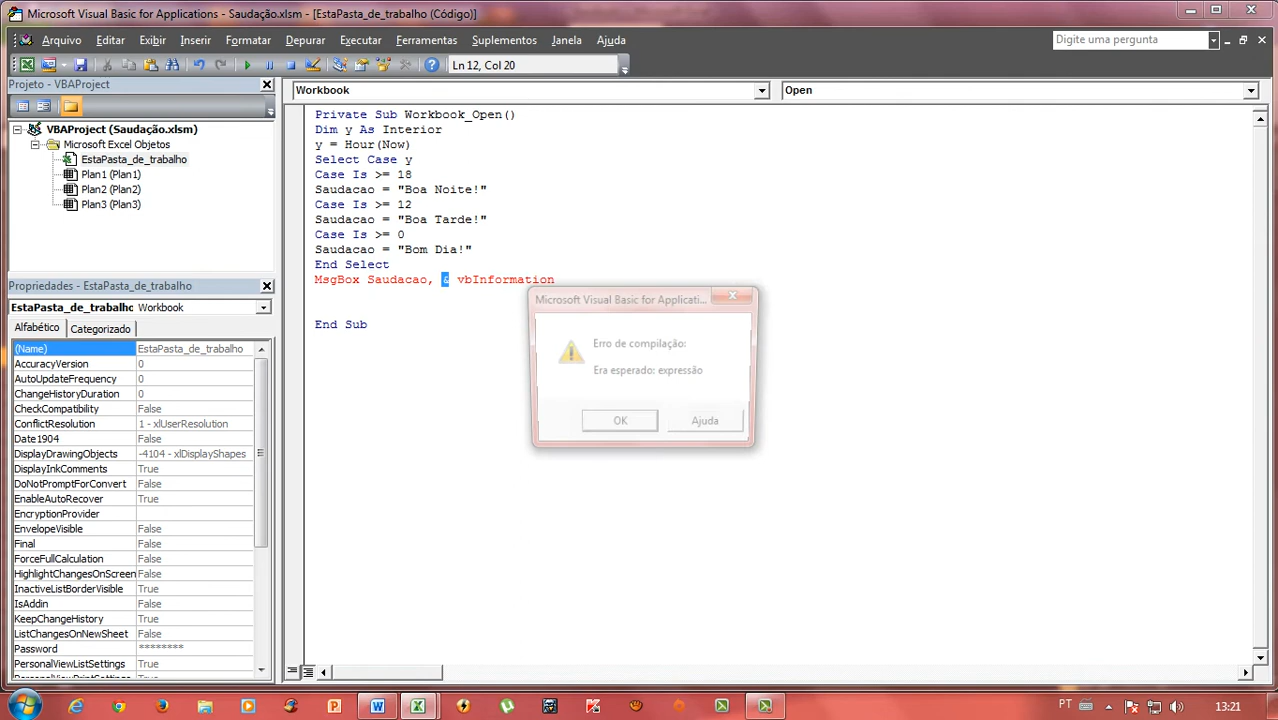 Microsoft Visual Basic for Applications - Saudação.xlsm - [EstaPasta_de_trabalho (Código)]
Arquivo Editar Exibir Inserir Formatar Depurar Executar Ferramentas Suplementos Janela Ajuda
Digite uma pergunta
Ln 12, Col 20
Projeto - VBAProject
VBAProject (Saudação.xlsm)
Microsoft Excel Objetos
EstaPasta_de_trabalho
Plan1 (Plan1)
Plan2 (Plan2)
Plan3 (Plan3)
Propriedades - EstaPasta_de_trabalho
EstaPasta_de_trabalho Workbook
Alfabético Categorizado
(Name) EstaPasta_de_trabalho
AccuracyVersion 0
AutoUpdateFrequency 0
ChangeHistoryDuration 0
CheckCompatibility False
ConflictResolution 1 - xlUserResolution
Date1904 False
DisplayDrawingObjects -4104 - xlDisplayShapes
DisplayInkComments True
DoNotPromptForConvert False
EnableAutoRecover True
EncryptionProvider
EnvelopeVisible False
Final False
ForceFullCalculation False
HighlightChangesOnScreen False
InactiveListBorderVisible True
IsAddin False
KeepChangeHistory True
ListChangesOnNewSheet False
Password ********
PersonalViewListSettings True
Workbook Open
Private Sub Workbook_Open()
Dim y As Interior
y = Hour(Now)
Select Case y
Case Is >= 18
Saudacao = "Boa Noite!"
Case Is >= 12
Saudacao = "Boa Tarde!"
Case Is >= 0
Saudacao = "Bom Dia!"
End Select
MsgBox Saudacao, & vbInformation
End Sub
Microsoft Visual Basic for Applicati...
Erro de compilação:
Era esperado: expressão
OK Ajuda
PT 13:21